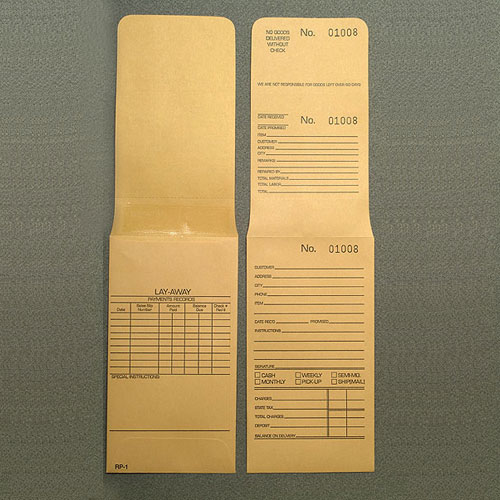 LAY-AWAY
PAYMENTS RECORDS
Date Number Amount Paid Balance Due Check #
SPECIAL INSTRUCTIONS:
RP-1
NO GOODS
DELIVERED
WITHOUT
CHECK
No. 01008
WE ARE NOT RESPONSIBLE FOR GOODS LEFT OVER 60 DAYS
DATE RECEIVED
No. 01008
DATE PROMISED
ITEM
CUSTOMER
ADDRESS
CITY
REMARKS
REPAIRED BY
TOTAL MATERIALS
TOTAL LABOR
TOTAL
No. 01008
CUSTOMER
ADDRESS
CITY
PHONE
ITEM
DATE REC'D. PROMISED
INSTRUCTIONS:
SIGNATURE
CASH WEEKLY SEMI-MO.
MONTHLY PICK-UP SHIP(MAIL)
CHARGES:
STATE TAX
TOTAL CHARGES:
DEPOSIT
BALANCE ON DELIVERY